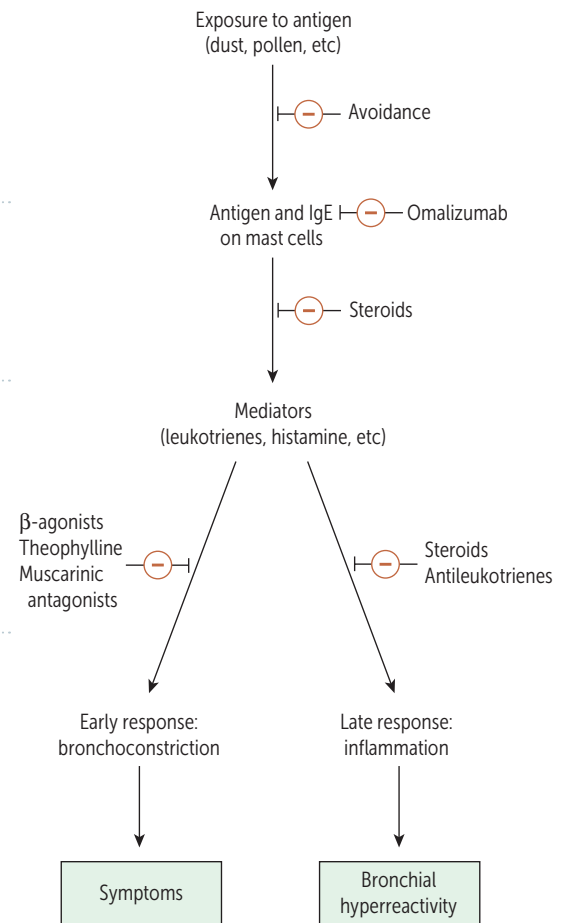 Exposure to antigen
(dust, pollen, etc)
Avoidance
Antigen and IgE
on mast cells
Omalizumab
Steroids
Mediators
(leukotrienes, histamine, etc)
β-agonists
Theophylline
Muscarinic
antagonists
Steroids
Antileukotrienes
Early response:
bronchoconstriction
Late response:
inflammation
Symptoms
Bronchial
hyperreactivity